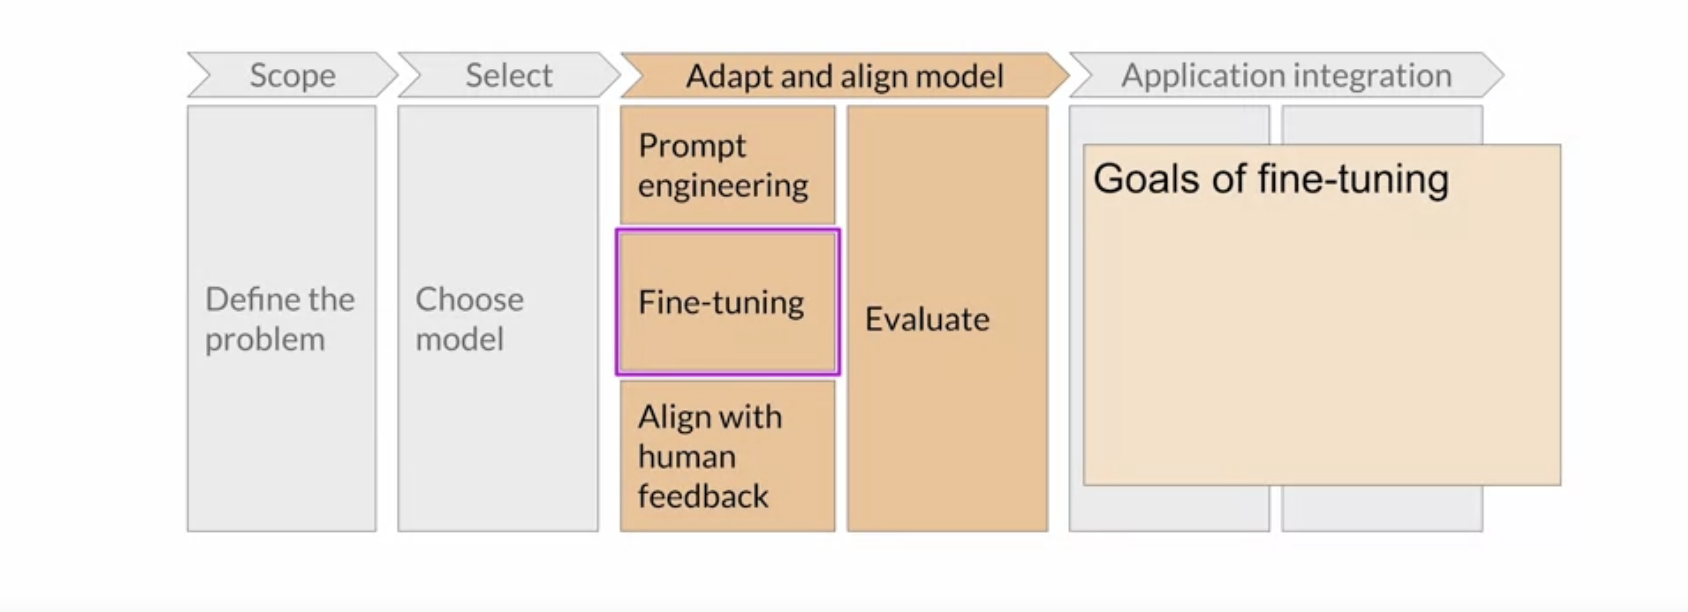 Scope
Select
Adapt and align model
Application integration
Define the
problem
Choose
model
Prompt
engineering
Fine-tuning
Align with
human
feedback
Evaluate
Goals of fine-tuning